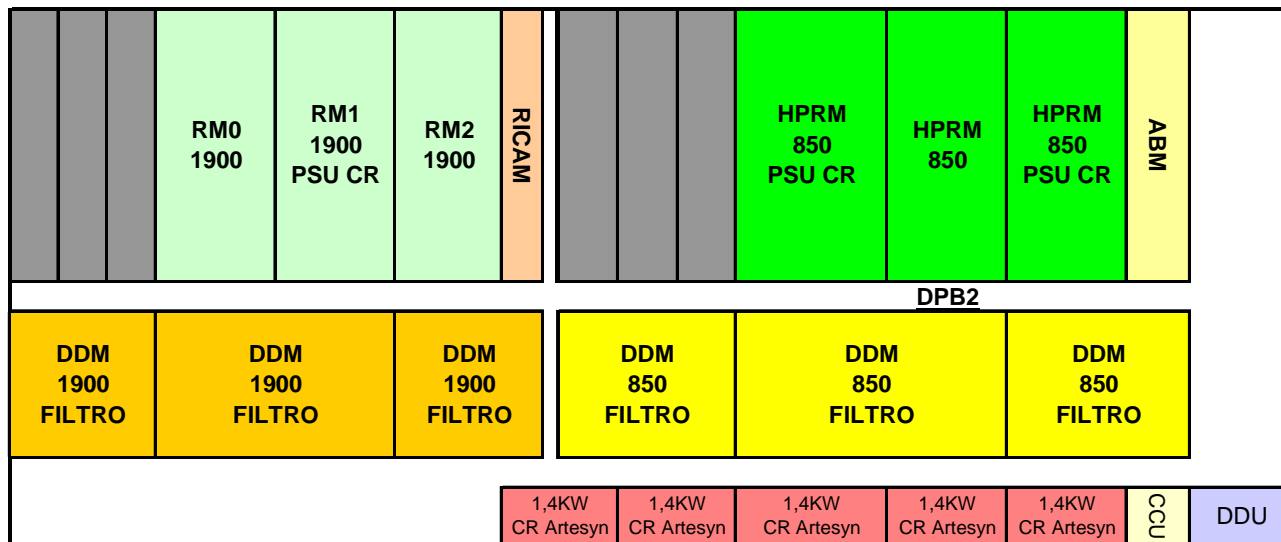 RM0
1900
RM1
1900
PSU CR
RM2
1900
RICAM
HPRM
850
PSU CR
HPRM
850
HPRM
850
PSU CR
ABM
DPB2
DDM
1900
FILTRO
DDM
1900
FILTRO
DDM
1900
FILTRO
DDM
850
FILTRO
DDM
850
FILTRO
DDM
850
FILTRO
1,4KW
CR Artesyn
1,4KW
CR Artesyn
1,4KW
CR Artesyn
1,4KW
CR Artesyn
1,4KW
CR Artesyn
CCU
DDU